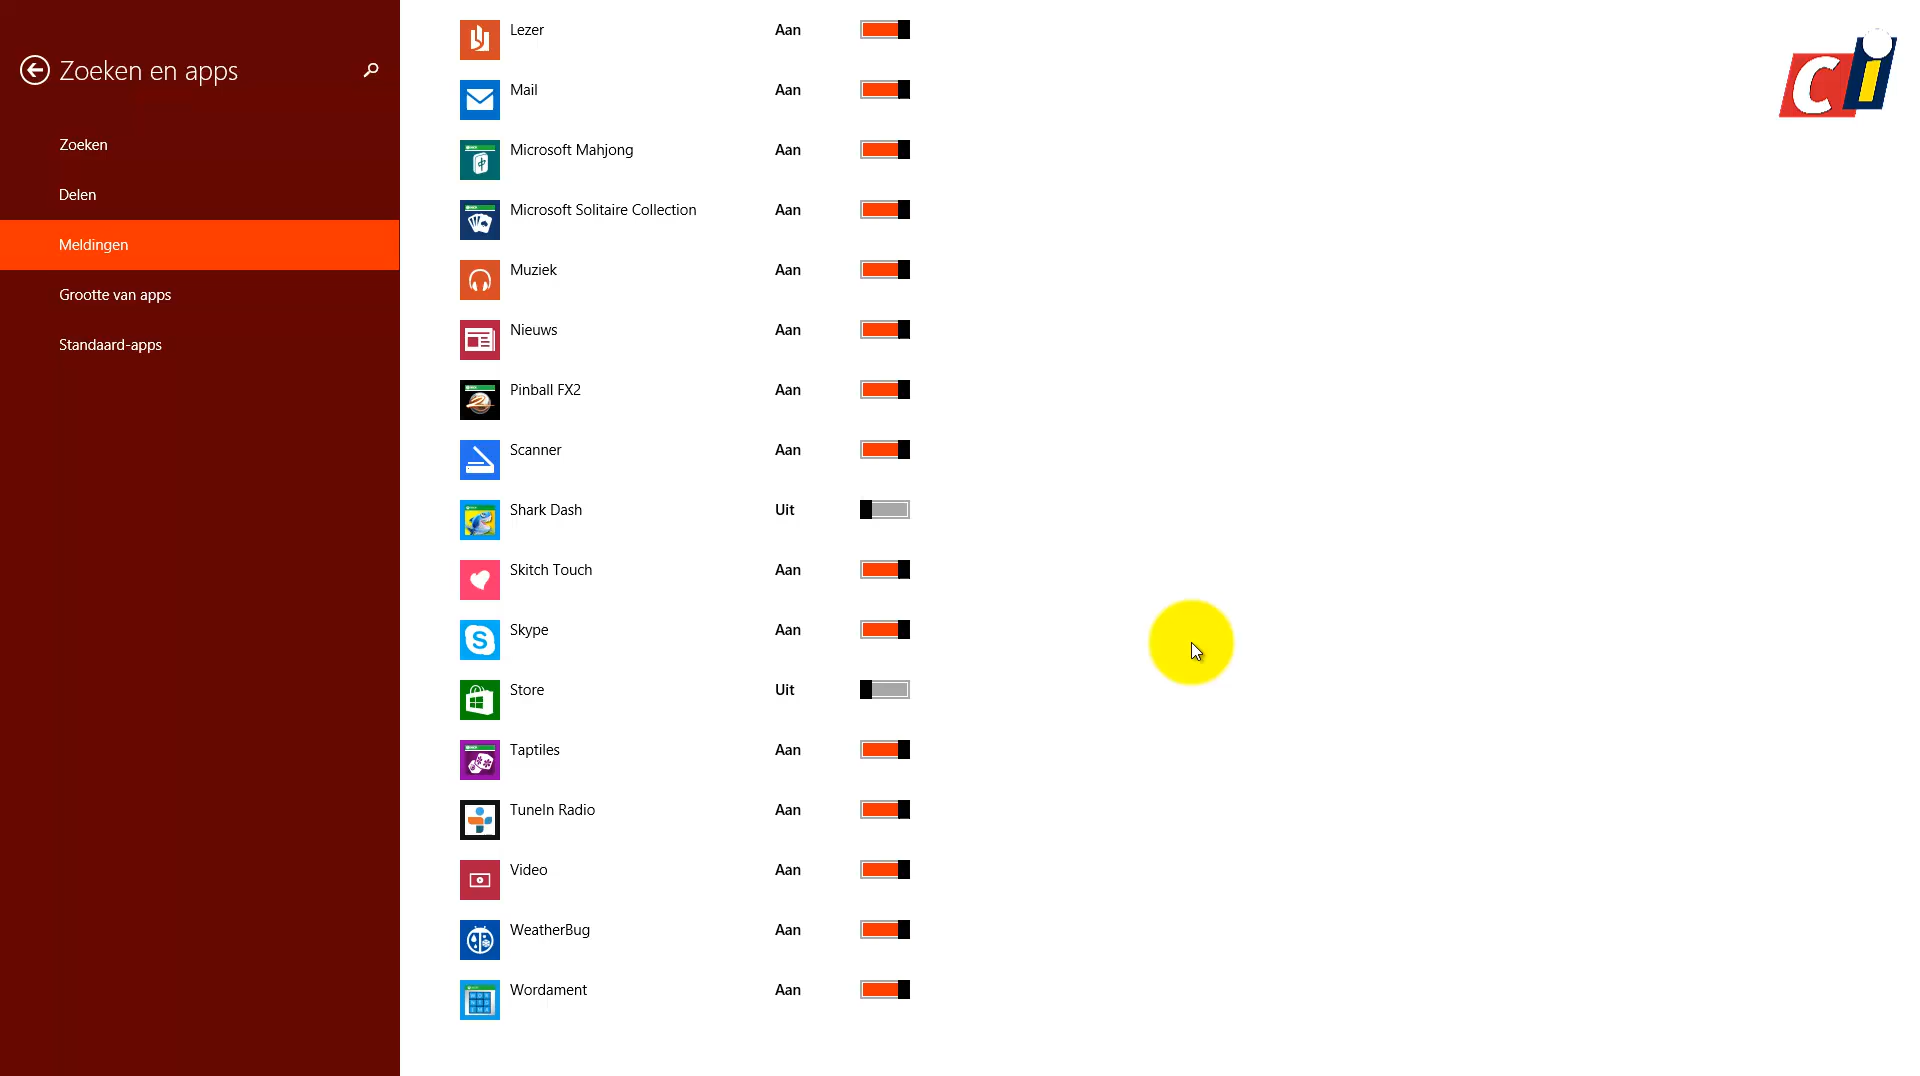 Zoeken en apps
Zoeken
Delen
Meldingen
Grootte van apps
Standaard-apps
Lezer Aan
Mail Aan
Microsoft Mahjong Aan
Microsoft Solitaire Collection Aan
Muziek Aan
Nieuws Aan
Pinball FX2 Aan
Scanner Aan
Shark Dash Uit
Skitch Touch Aan
Skype Aan
Store Uit
Taptiles Aan
TuneIn Radio Aan
Video Aan
WeatherBug Aan
Wordament Aan
Ci